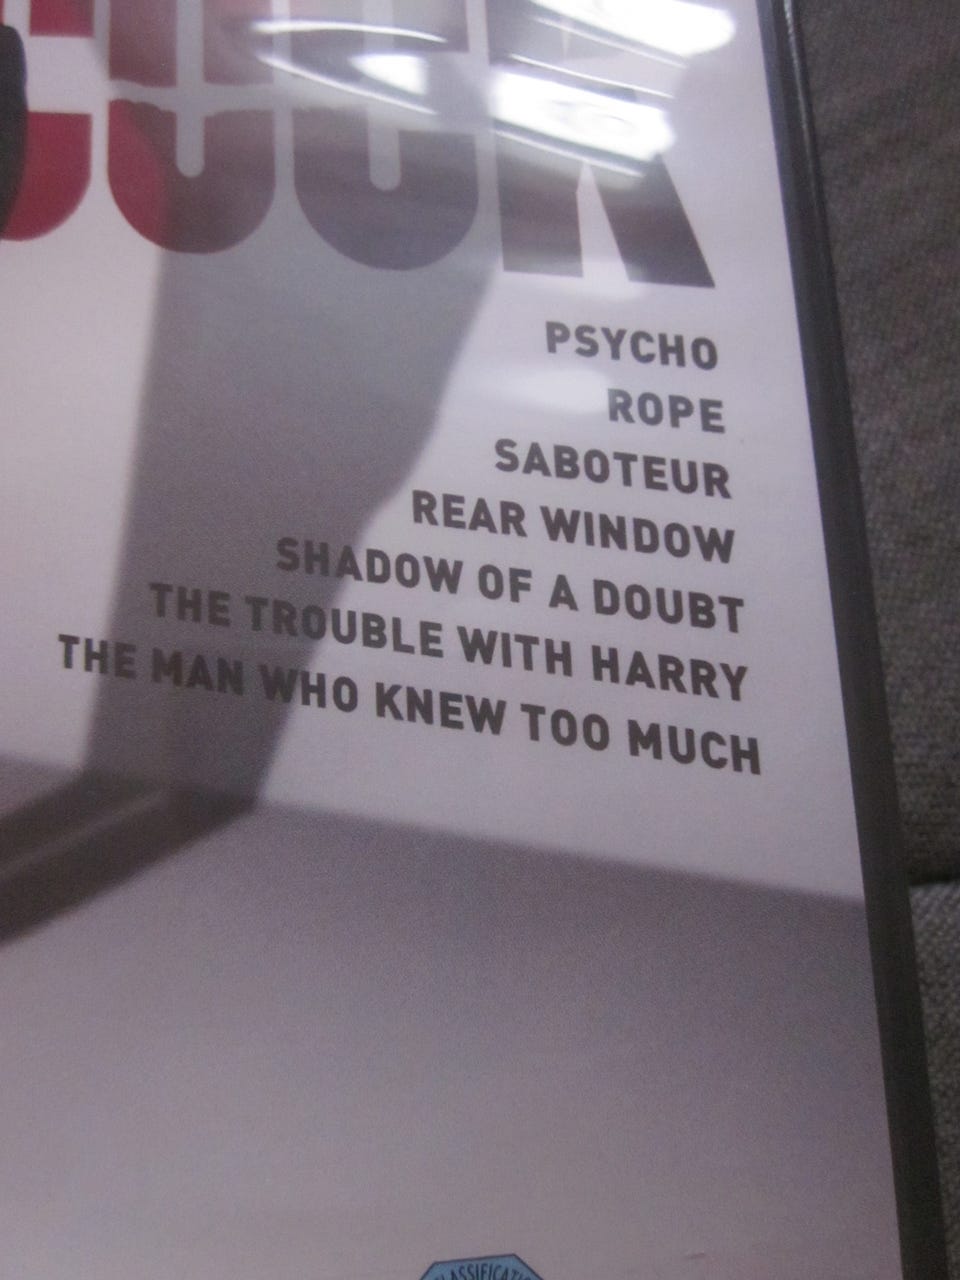 PSYCHO
ROPE
SABOTEUR
REAR WINDOW
SHADOW OF A DOUBT
THE TROUBLE WITH HARRY
THE MAN WHO KNEW TOO MUCH